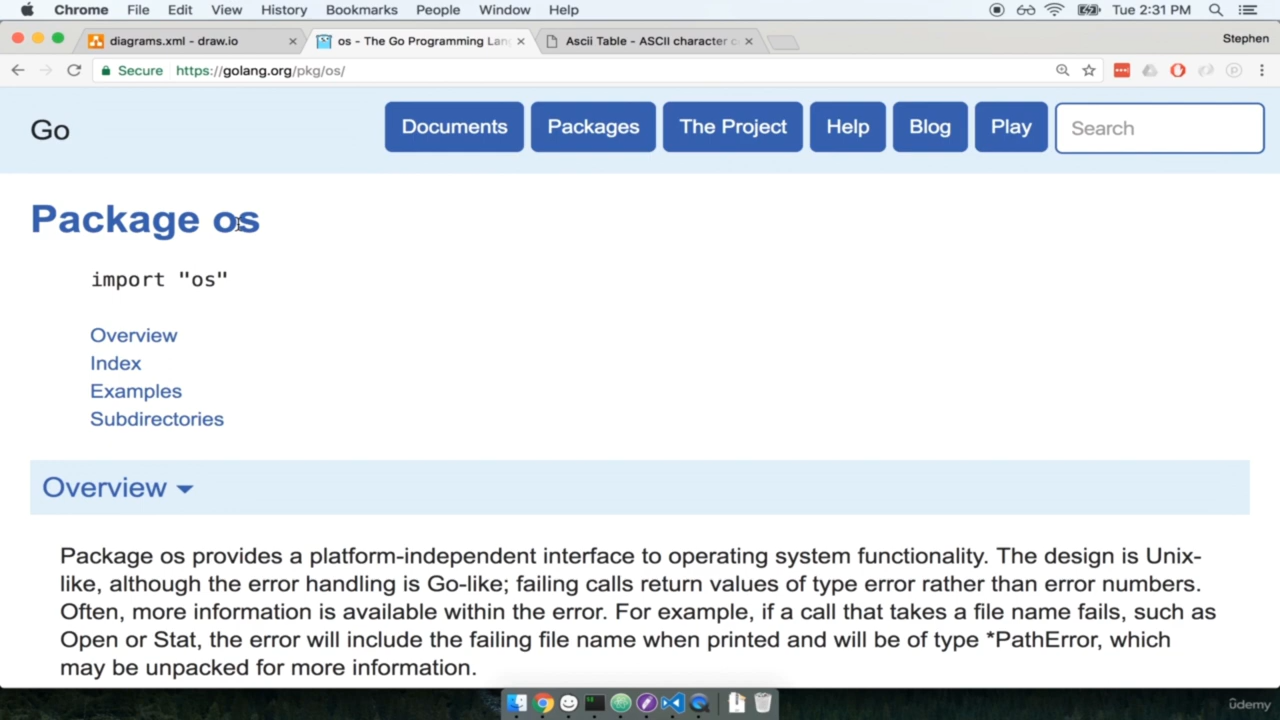 Chrome File Edit View History Bookmarks People Window Help Tue 2:31 PM
diagrams.xml - draw.io os - The Go Programming Lan Ascii Table - ASCII character c Stephen
Secure https://golang.org/pkg/os/
Go Documents Packages The Project Help Blog Play Search
Package os
import "os"
Overview
Index
Examples
Subdirectories
Overview
Package os provides a platform-independent interface to operating system functionality. The design is Unix-
like, although the error handling is Go-like; failing calls return values of type error rather than error numbers.
Often, more information is available within the error. For example, if a call that takes a file name fails, such as
Open or Stat, the error will include the failing file name when printed and will be of type *PathError, which
may be unpacked for more information.
ûdemy